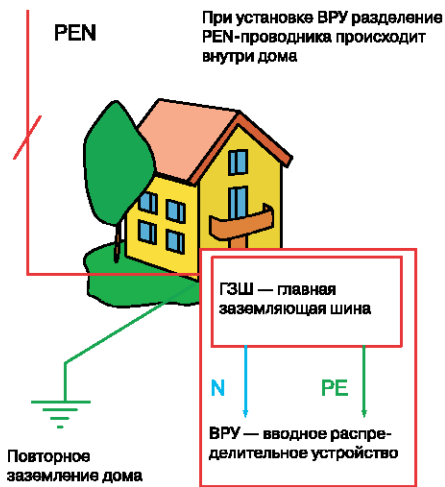 PEN
При установке ВРУ разделение
PEN-проводника происходит
внутри дома
ГЗШ — главная
заземляющая шина
N
PE
ВРУ — вводное распре-
делительное устройство
Повторное
заземление дома